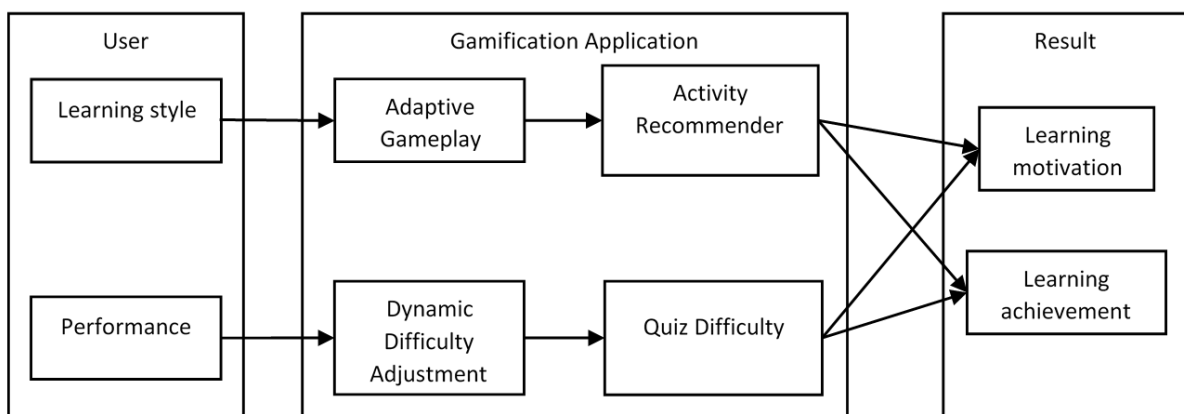 User
Gamification Application
Result
Learning style
Adaptive
Gameplay
Activity
Recommender
Learning
motivation
Performance
Dynamic
Difficulty
Adjustment
Quiz Difficulty
Learning
achievement